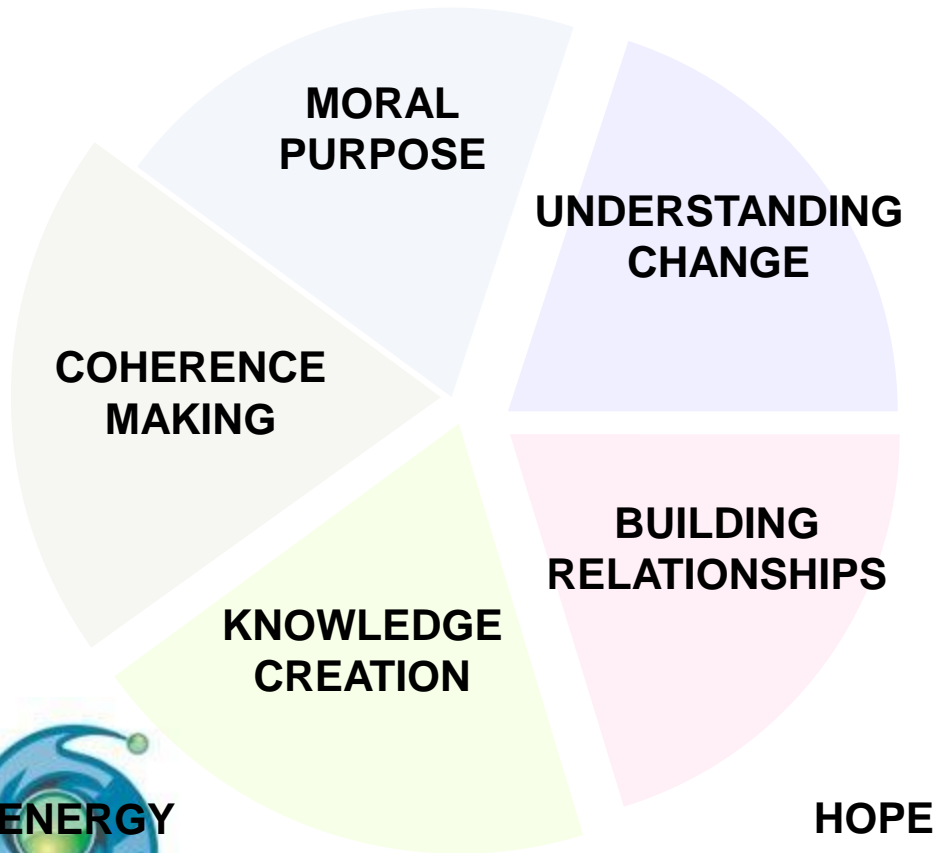 MORAL
PURPOSE
UNDERSTANDING
CHANGE
COHERENCE
MAKING
BUILDING
RELATIONSHIPS
KNOWLEDGE
CREATION
ENERGY
HOPE